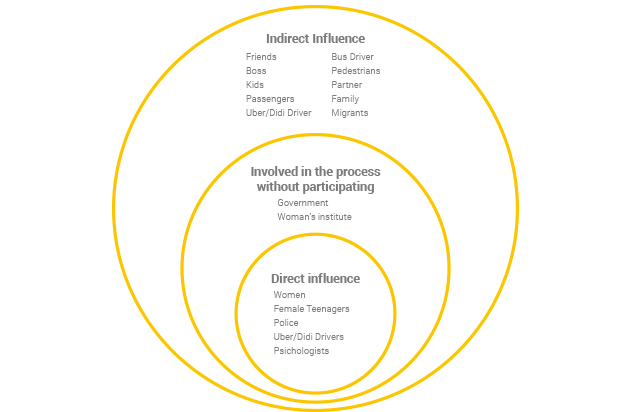 Indirect Influence
Friends
Boss
Kids
Passengers
Uber/Didi Driver
Bus Driver
Pedestrians
Partner
Family
Migrants
Involved in the process
without participating
Government
Woman's institute
Direct influence
Women
Female Teenagers
Police
Uber/Didi Drivers
Psichologists